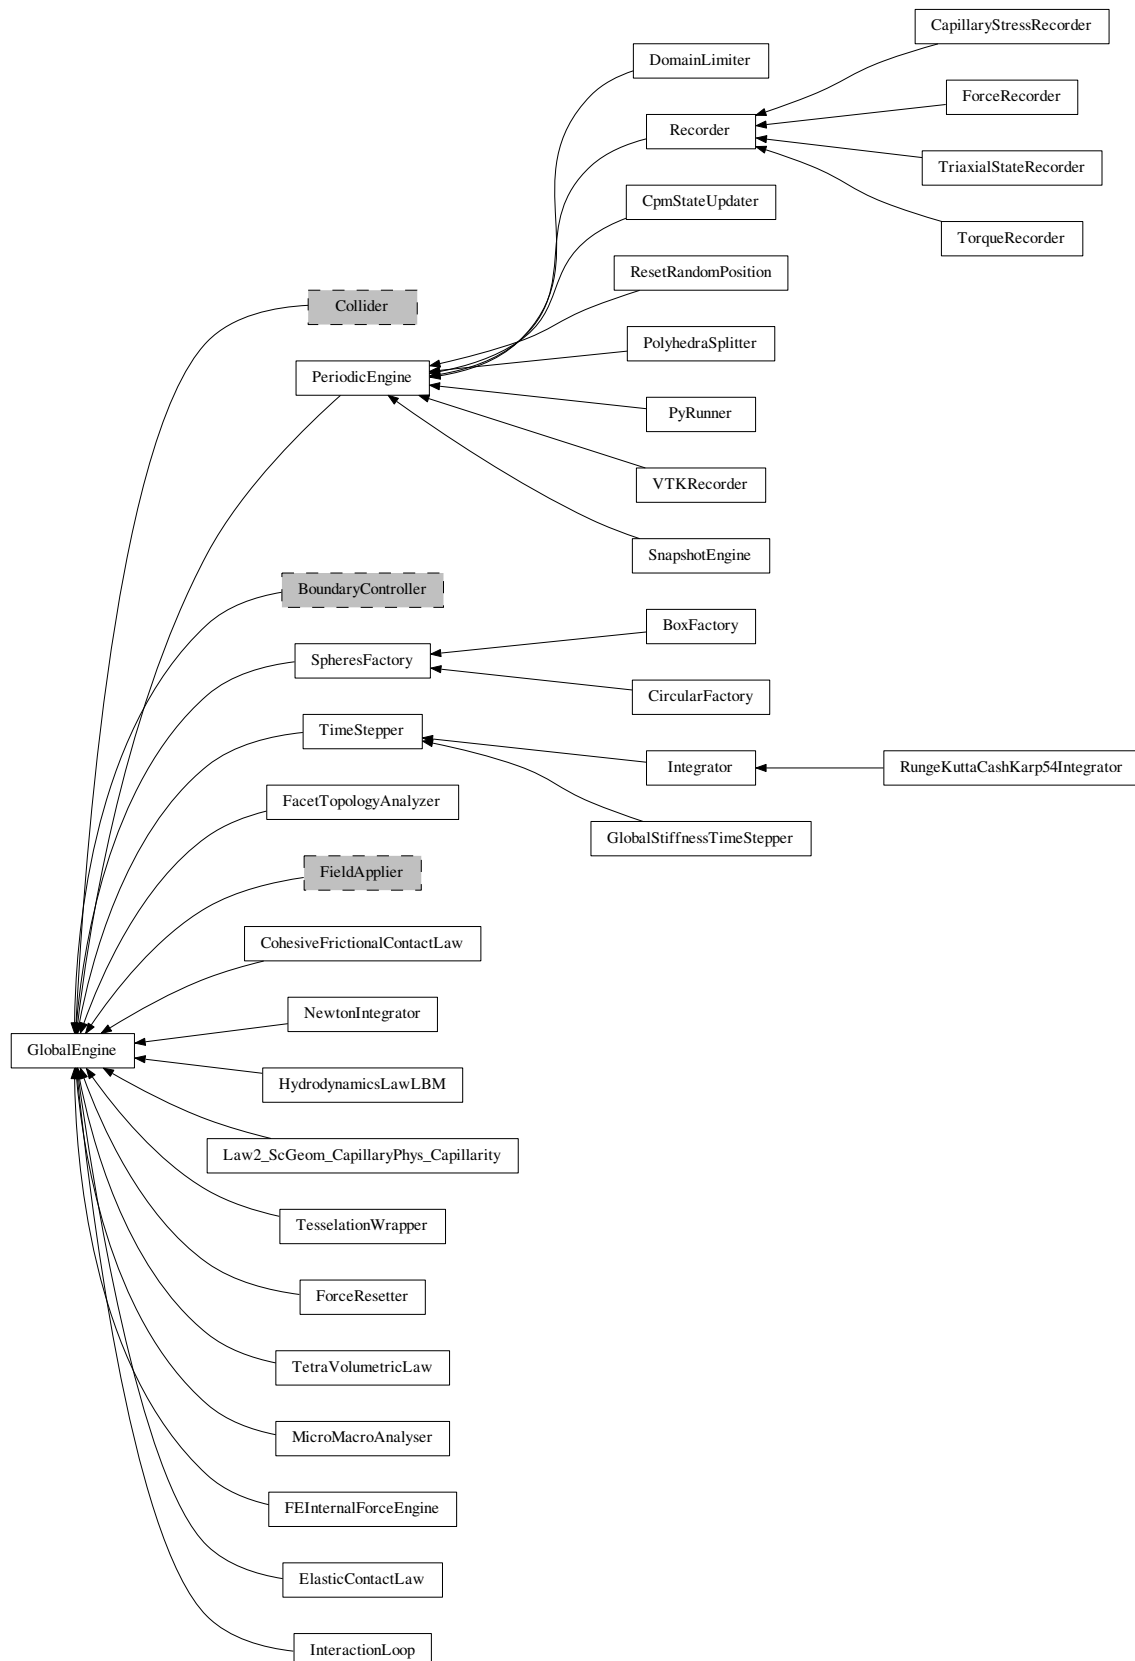 CapillaryStressRecorder
DomainLimiter
ForceRecorder
Recorder
TriaxialStateRecorder
CpmStateUpdater
TorqueRecorder
ResetRandomPosition
Collider
PolyhedraSplitter
PeriodicEngine
PyRunner
VTKRecorder
SnapshotEngine
BoundaryController
BoxFactory
SpheresFactory
CircularFactory
TimeStepper
Integrator
RungeKuttaCashKarp54Integrator
FacetTopologyAnalyzer
GlobalStiffnessTimeStepper
FieldApplier
CohesiveFrictionalContactLaw
NewtonIntegrator
GlobalEngine
HydrodynamicsLawLBM
Law2_ScGeom_CapillaryPhys_Capillarity
TesselationWrapper
ForceResetter
TetraVolumetricLaw
MicroMacroAnalyser
FEInternalForceEngine
ElasticContactLaw
InteractionLoop